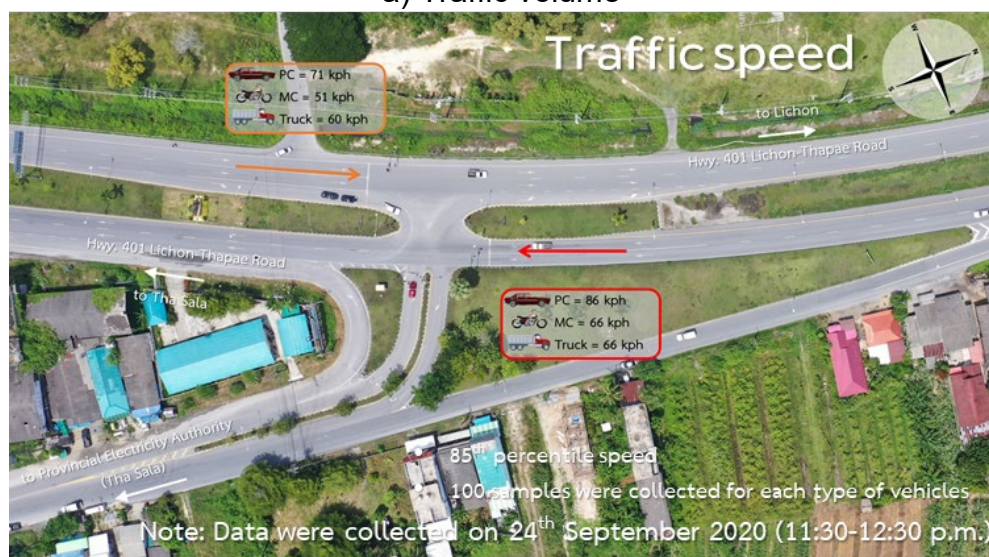 a) Traffic volume
Traffic speed
PC = 71 kph
MC = 51 kph
Truck = 60 kph
to Lichon
Hwy. 401 Lichon-Thapae Road
Hwy. 401 Lichon-Thapae Road
to Tha Sala
PC = 86 kph
MC = 66 kph
Truck = 66 kph
to Provincial Electricity Authority
(Tha Sala)
85th percentile speed
100 samples were collected for each type of vehicles
Note: Data were collected on 24th September 2020 (11:30-12:30 p.m.)